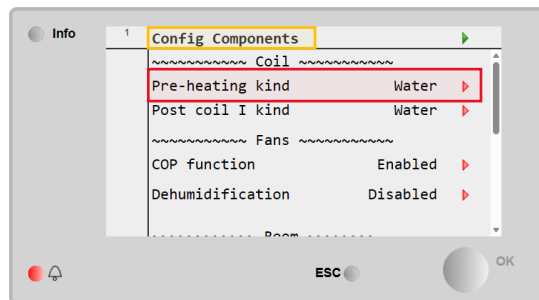 Info
1 Config Components
~~~~~~~~~~~ Coil ~~~~~~~~~~~
Pre-heating kind Water
Post coil I kind Water
~~~~~~~~~~~ Fans ~~~~~~~~~~~
COP function Enabled
Dehumidification Disabled
Room
ESC
OK